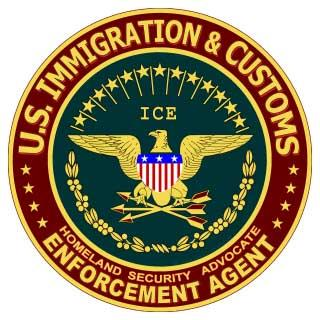 U.S. IMMIGRATION & CUSTOMS
ICE
HOMELAND SECURITY ADVOCATE
ENFORCEMENT AGENT